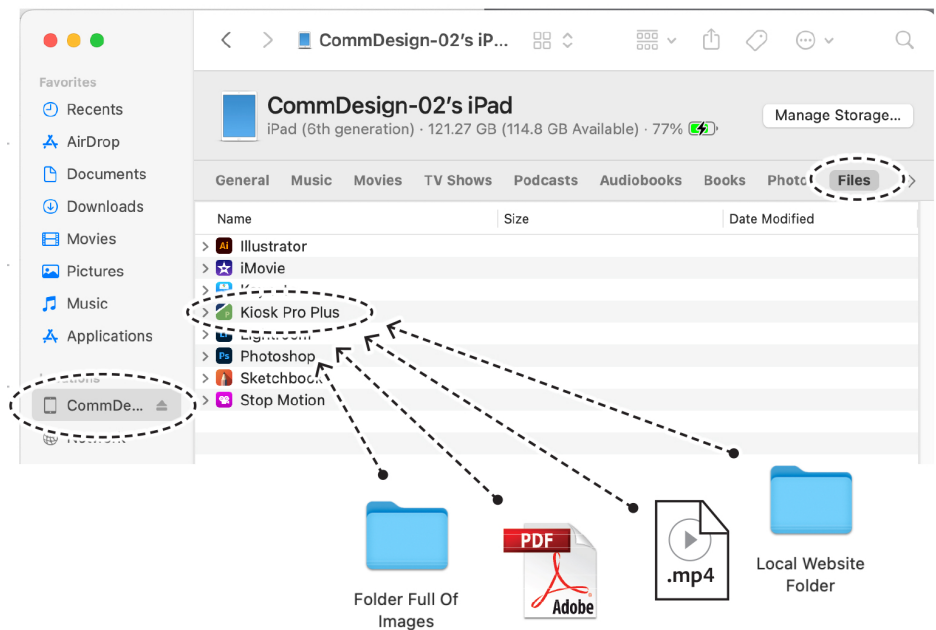 CommDesign-02's iP...
Favorites
Recents
AirDrop
Documents
Downloads
Movies
Pictures
Music
Applications
CommDe...
CommDesign-02's iPad
iPad (6th generation) · 121.27 GB (114.8 GB Available) · 77%
Manage Storage...
General Music Movies TV Shows Podcasts Audiobooks Books Photo Files
Name Size Date Modified
Ai Illustrator
iMovie
Kiosk Pro Plus
Ps Photoshop
Sketchbook
Stop Motion
Folder Full Of
Images
PDF
Adobe
.mp4
Local Website
Folder